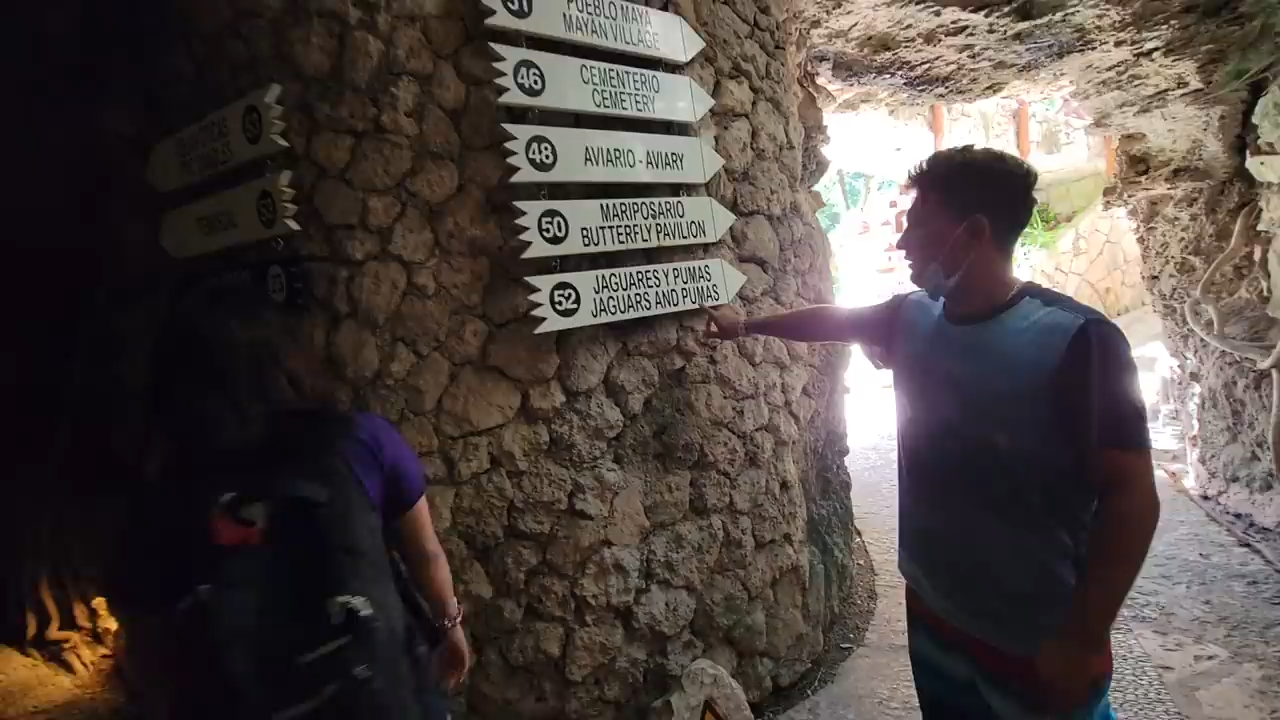 PUEBLO MAYA
MAYAN VILLAGE
46
CEMENTERIO
CEMETERY
48
AVIARIO - AVIARY
50
MARIPOSARIO
BUTTERFLY PAVILION
52
JAGUARES Y PUMAS
JAGUARS AND PUMAS